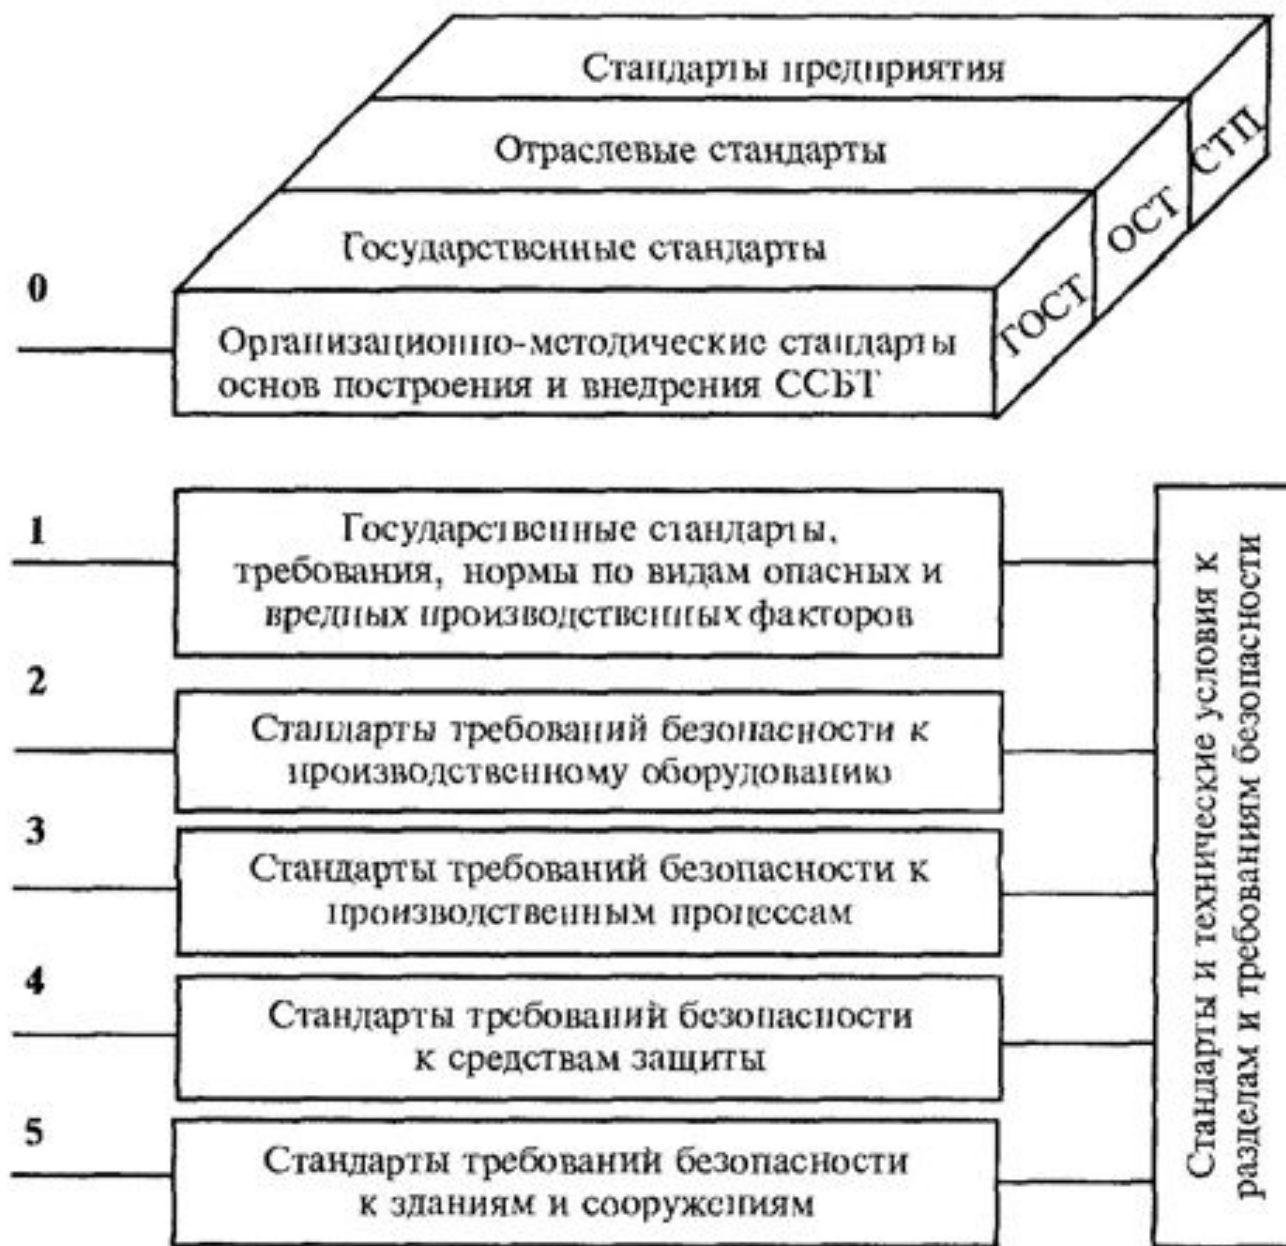 Стандарты предприятия
Отраслевые стандарты
Государственные стандарты
СТП
ОСТ
ГОСТ
0
Организационно-методические стандарты
основ построения и внедрения ССБТ
1
Государственные стандарты,
требования, нормы по видам опасных и
вредных производственных факторов
2
Стандарты требований безопасности к
производственному оборудованию
3
Стандарты требований безопасности к
производственным процессам
4
Стандарты требований безопасности
к средствам защиты
5
Стандарты требований безопасности
к зданиям и сооружениям
Стандарты и технические условия к
разделам и требованиям безопасности